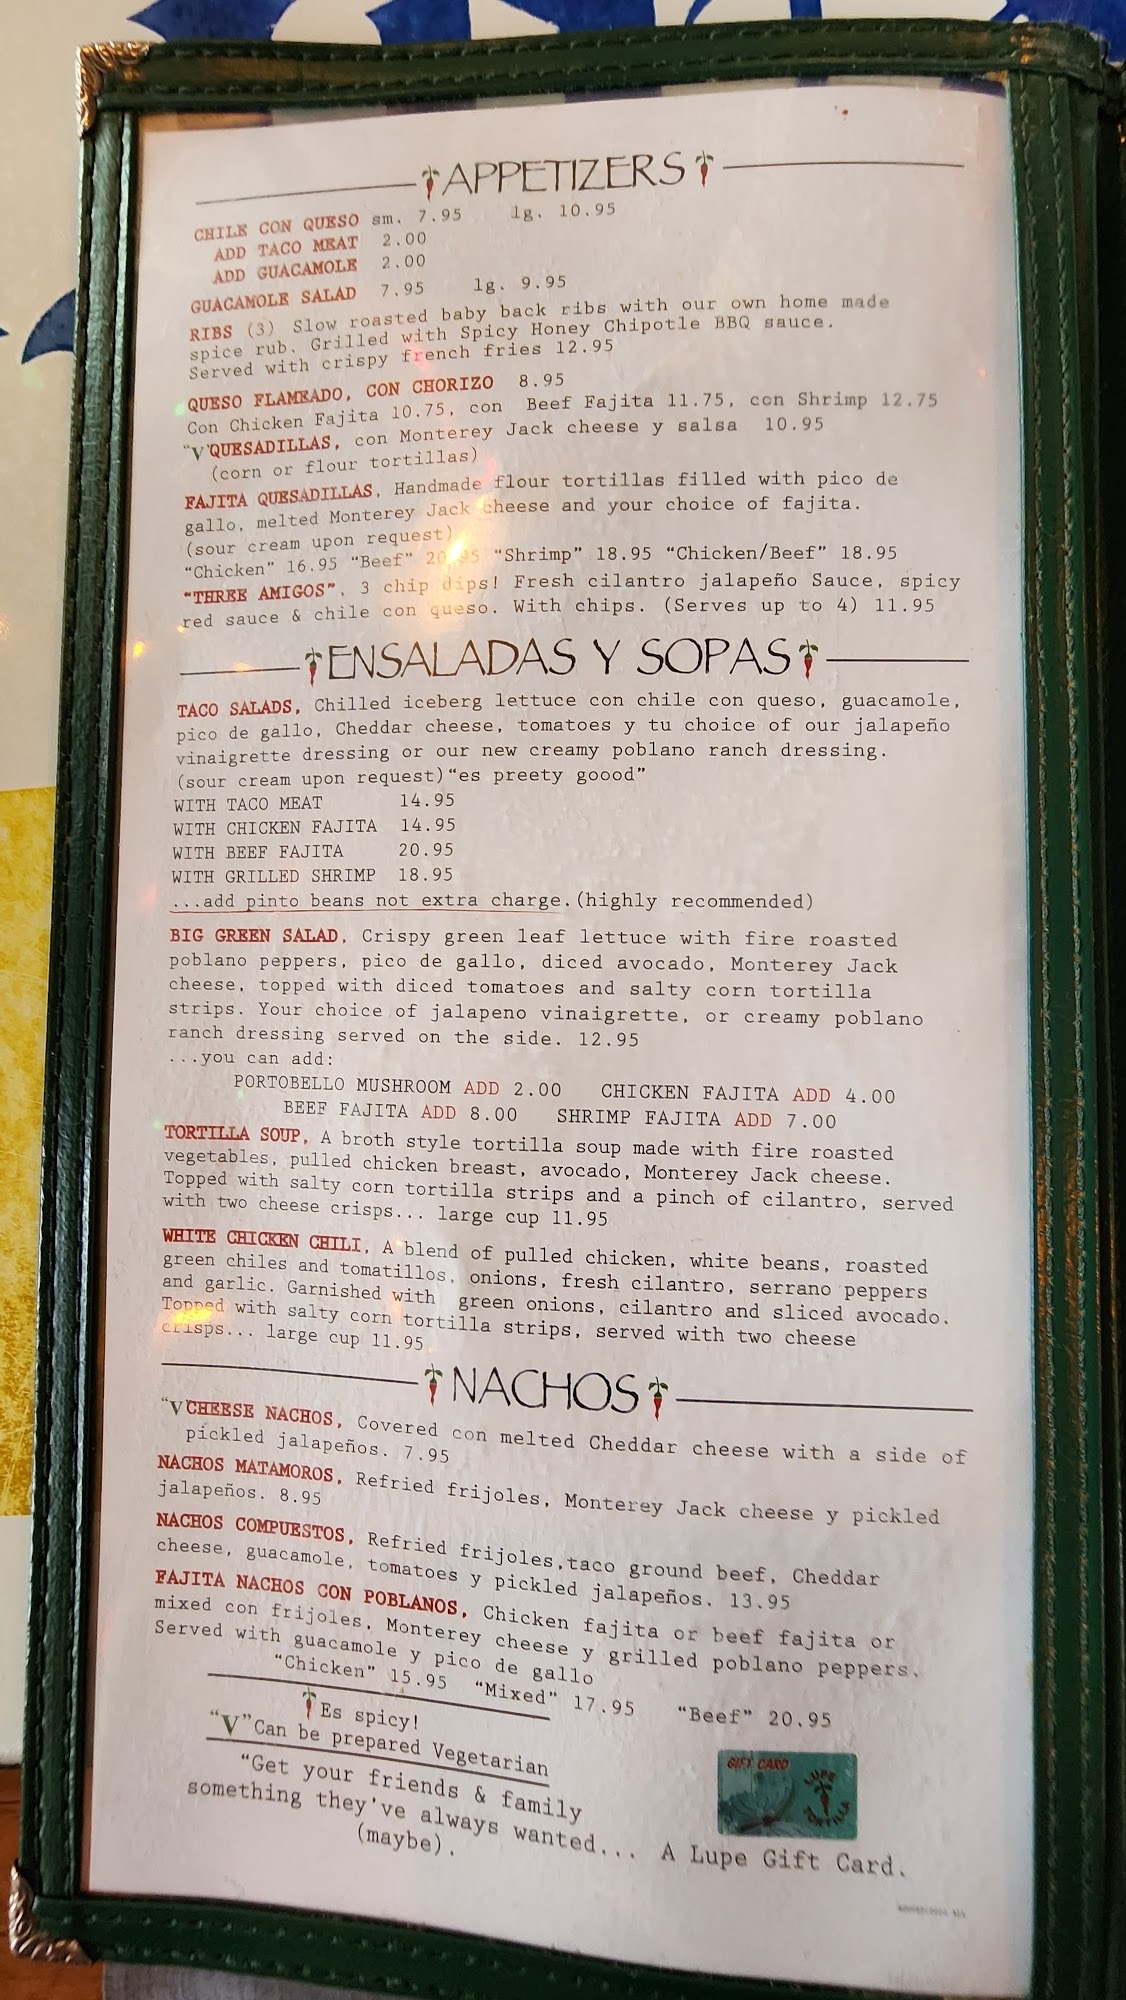 APPETIZERS
CHILE CON QUESO sm. 7.95 lg. 10.95
ADD TACO MEAT 2.00
ADD GUACAMOLE 2.00
GUACAMOLE SALAD 7.95 lg. 9.95
RIBS (3) Slow roasted baby back ribs with our own home made
spice rub. Grilled with Spicy Honey Chipotle BBQ sauce.
Served with crispy french fries 12.95
QUESO FLAMEADO, CON CHORIZO 8.95
Con Chicken Fajita 10.75, con Beef Fajita 11.75, con Shrimp 12.75
"V"QUESADILLAS, con Monterey Jack cheese y salsa 10.95
(corn or flour tortillas)
FAJITA QUESADILLAS, Handmade flour tortillas filled with pico de
gallo, melted Monterey Jack cheese and your choice of fajita.
(sour cream upon request)
"Chicken" 16.95 "Beef" 20.95 "Shrimp" 18.95 "Chicken/Beef" 18.95
"THREE AMIGOS", 3 chip dips! Fresh cilantro jalapeño Sauce, spicy
red sauce & chile con queso. With chips. (Serves up to 4) 11.95
ENSALADAS Y SOPAS
TACO SALADS, Chilled iceberg lettuce con chile con queso, guacamole,
pico de gallo, Cheddar cheese, tomatoes y tu choice of our jalapeño
vinaigrette dressing or our new creamy poblano ranch dressing.
(sour cream upon request)"es preety goood"
WITH TACO MEAT 14.95
WITH CHICKEN FAJITA 14.95
WITH BEEF FAJITA 20.95
WITH GRILLED SHRIMP 18.95
...add pinto beans not extra charge.(highly recommended)
BIG GREEN SALAD, Crispy green leaf lettuce with fire roasted
poblano peppers, pico de gallo, diced avocado, Monterey Jack
cheese, topped with diced tomatoes and salty corn tortilla
strips. Your choice of jalapeno vinaigrette, or creamy poblano
ranch dressing served on the side. 12.95
...you can add:
PORTOBELLO MUSHROOM ADD 2.00 CHICKEN FAJITA ADD 4.00
BEEF FAJITA ADD 8.00 SHRIMP FAJITA ADD 7.00
TORTILLA SOUP, A broth style tortilla soup made with fire roasted
vegetables, pulled chicken breast, avocado, Monterey Jack cheese.
Topped with salty corn tortilla strips and a pinch of cilantro, served
with two cheese crisps... large cup 11.95
WHITE CHICKEN CHILI, A blend of pulled chicken, white beans, roasted
green chiles and tomatillos, onions, fresh cilantro, serrano peppers
and garlic. Garnished with green onions, cilantro and sliced avocado.
Topped with salty corn tortilla strips, served with two cheese
crisps... large cup 11.95
NACHOS
"V"CHEESE NACHOS, Covered con melted Cheddar cheese with a side of
pickled jalapeños. 7.95
NACHOS MATAMOROS, Refried frijoles, Monterey Jack cheese y pickled
jalapeños. 8.95
NACHOS COMPUESTOS, Refried frijoles,taco ground beef, Cheddar
cheese, guacamole, tomatoes y pickled jalapeños. 13.95
FAJITA NACHOS CON POBLANOS, Chicken fajita or beef fajita or
mixed con frijoles, Monterey cheese y grilled poblano peppers.
Served with guacamole y pico de gallo
"Chicken" 15.95 "Mixed" 17.95 "Beef" 20.95
Es spicy!
"V"Can be prepared Vegetarian
"Get your friends & family
something they've always wanted... A Lupe Gift Card.
(maybe).
GIFT CARD
LUPE
TORTILLA